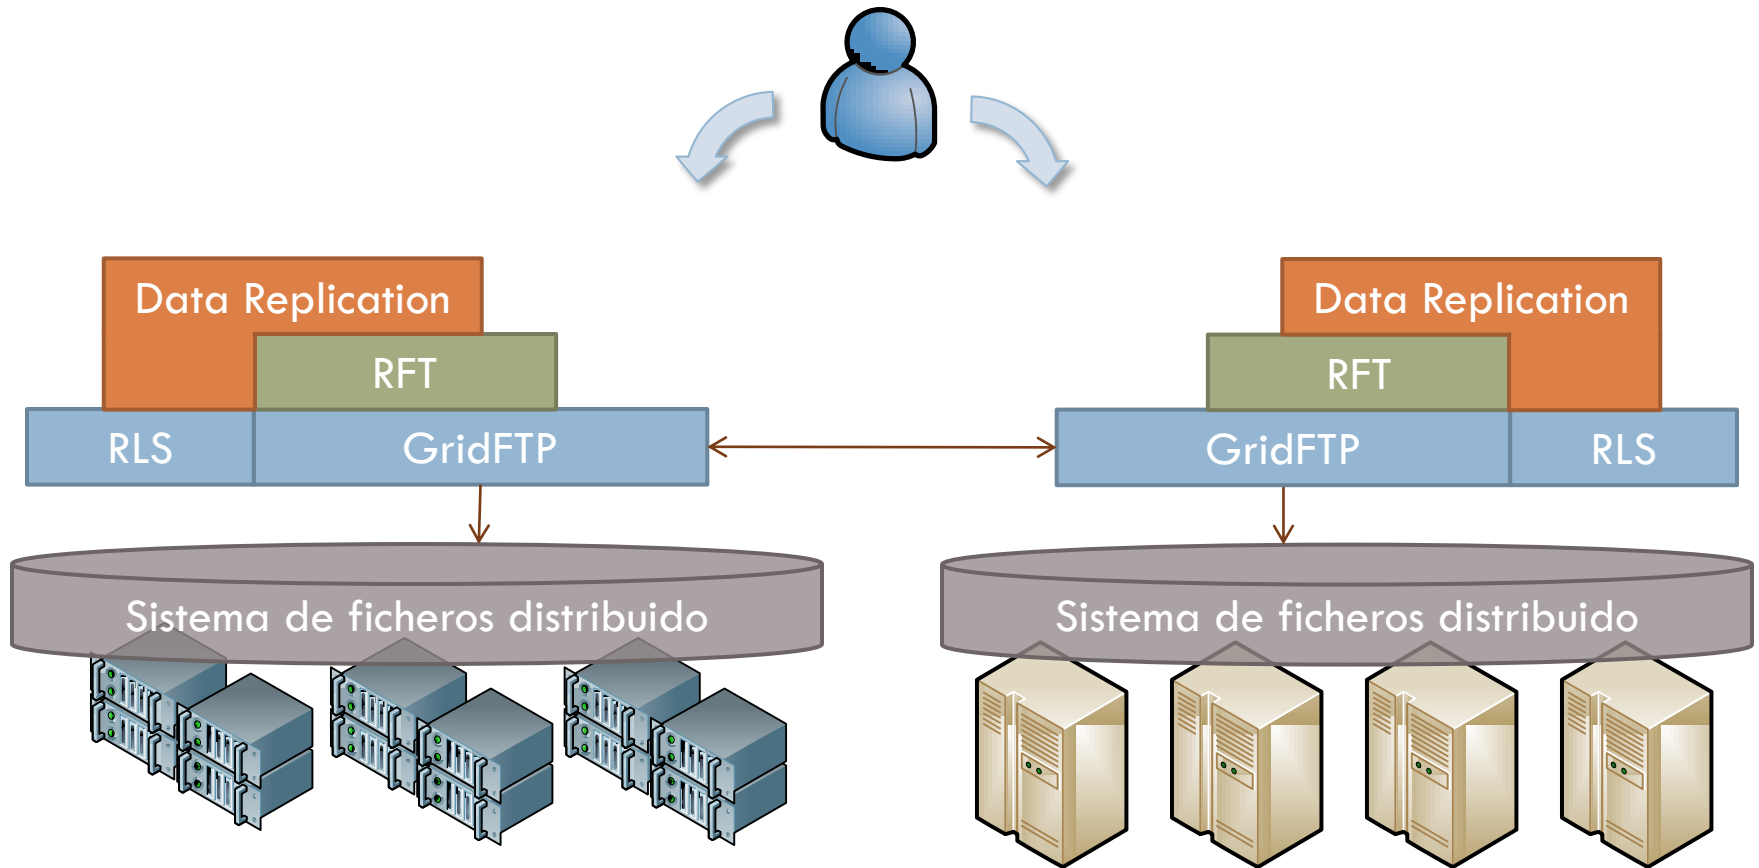 Data Replication
RFT
RLS
GridFTP
Sistema de ficheros distribuido
Data Replication
RFT
GridFTP
RLS
Sistema de ficheros distribuido